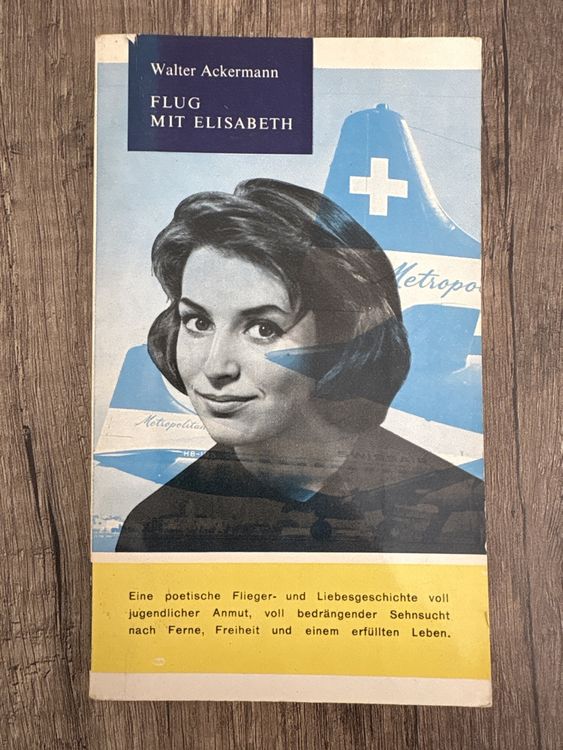 Walter Ackermann
FLUG
MIT ELISABETH
Metropo
Metropolitan
Eine poetische Flieger- und Liebesgeschichte voll
jugendlicher Anmut, voll bedrängender Sehnsucht
nach Ferne, Freiheit und einem erfüllten Leben.